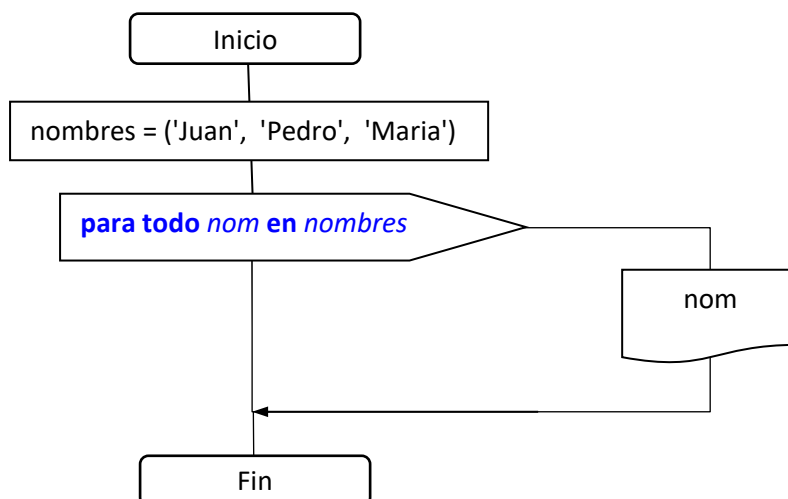 Inicio
nombres = ('Juan', 'Pedro', 'Maria')
para todo nom en nombres
nom
Fin